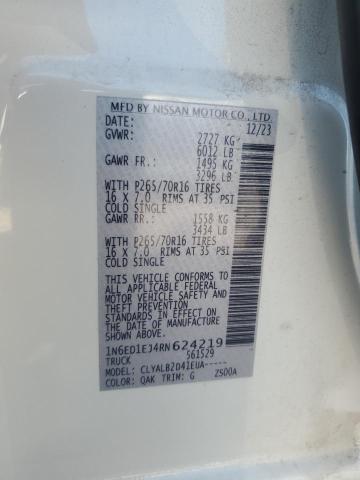 MFD BY NISSAN MOTOR CO., LTD.
DATE: 12/23
GVWR: 2727 KG
6012 LB
GAWR FR.: 1495 KG
3296 LB
WITH P265/70R16 TIRES
16 X 7.0 RIMS AT 35 PSI
COLD SINGLE
GAWR RR.: 1558 KG
3434 LB
WITH P265/70R16 TIRES
16 X 7.0 RIMS AT 35 PSI
COLD SINGLE
THIS VEHICLE CONFORMS TO
ALL APPLICABLE FEDERAL
MOTOR VEHICLE SAFETY AND
THEFT PREVENTION
STANDARDS IN EFFECT ON
THE DATE OF MANUFACTURE
SHOWN ABOVE.
1N6ED1EJ4RN624219
TRUCK 561529
MODEL: CLYALBZD41EUA-----
COLOR: QAK TRIM: G ZS00A